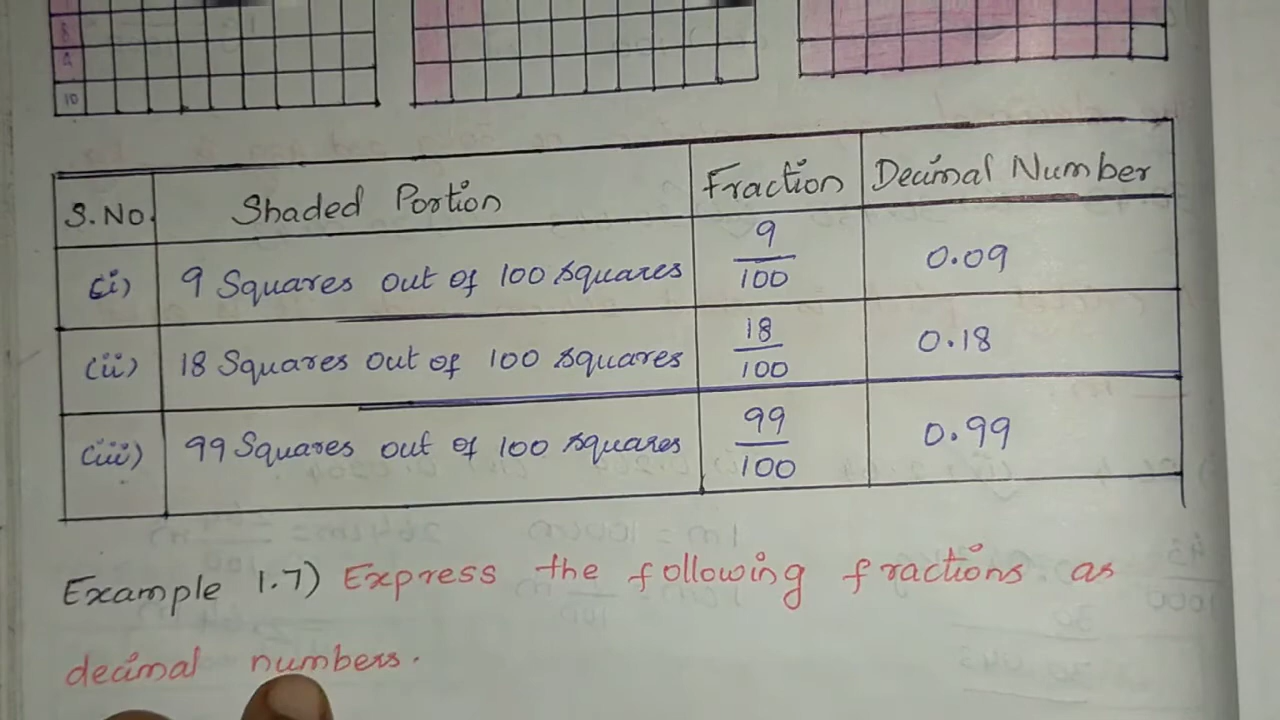 10
S.No. Shaded Portion Fraction Decimal Number
(i) 9 Squares out of 100 squares 9/100 0.09
(ii) 18 Squares out of 100 squares 18/100 0.18
(iii) 99 Squares out of 100 squares 99/100 0.99
Example 1.7) Express the following fractions as
decimal numbers.